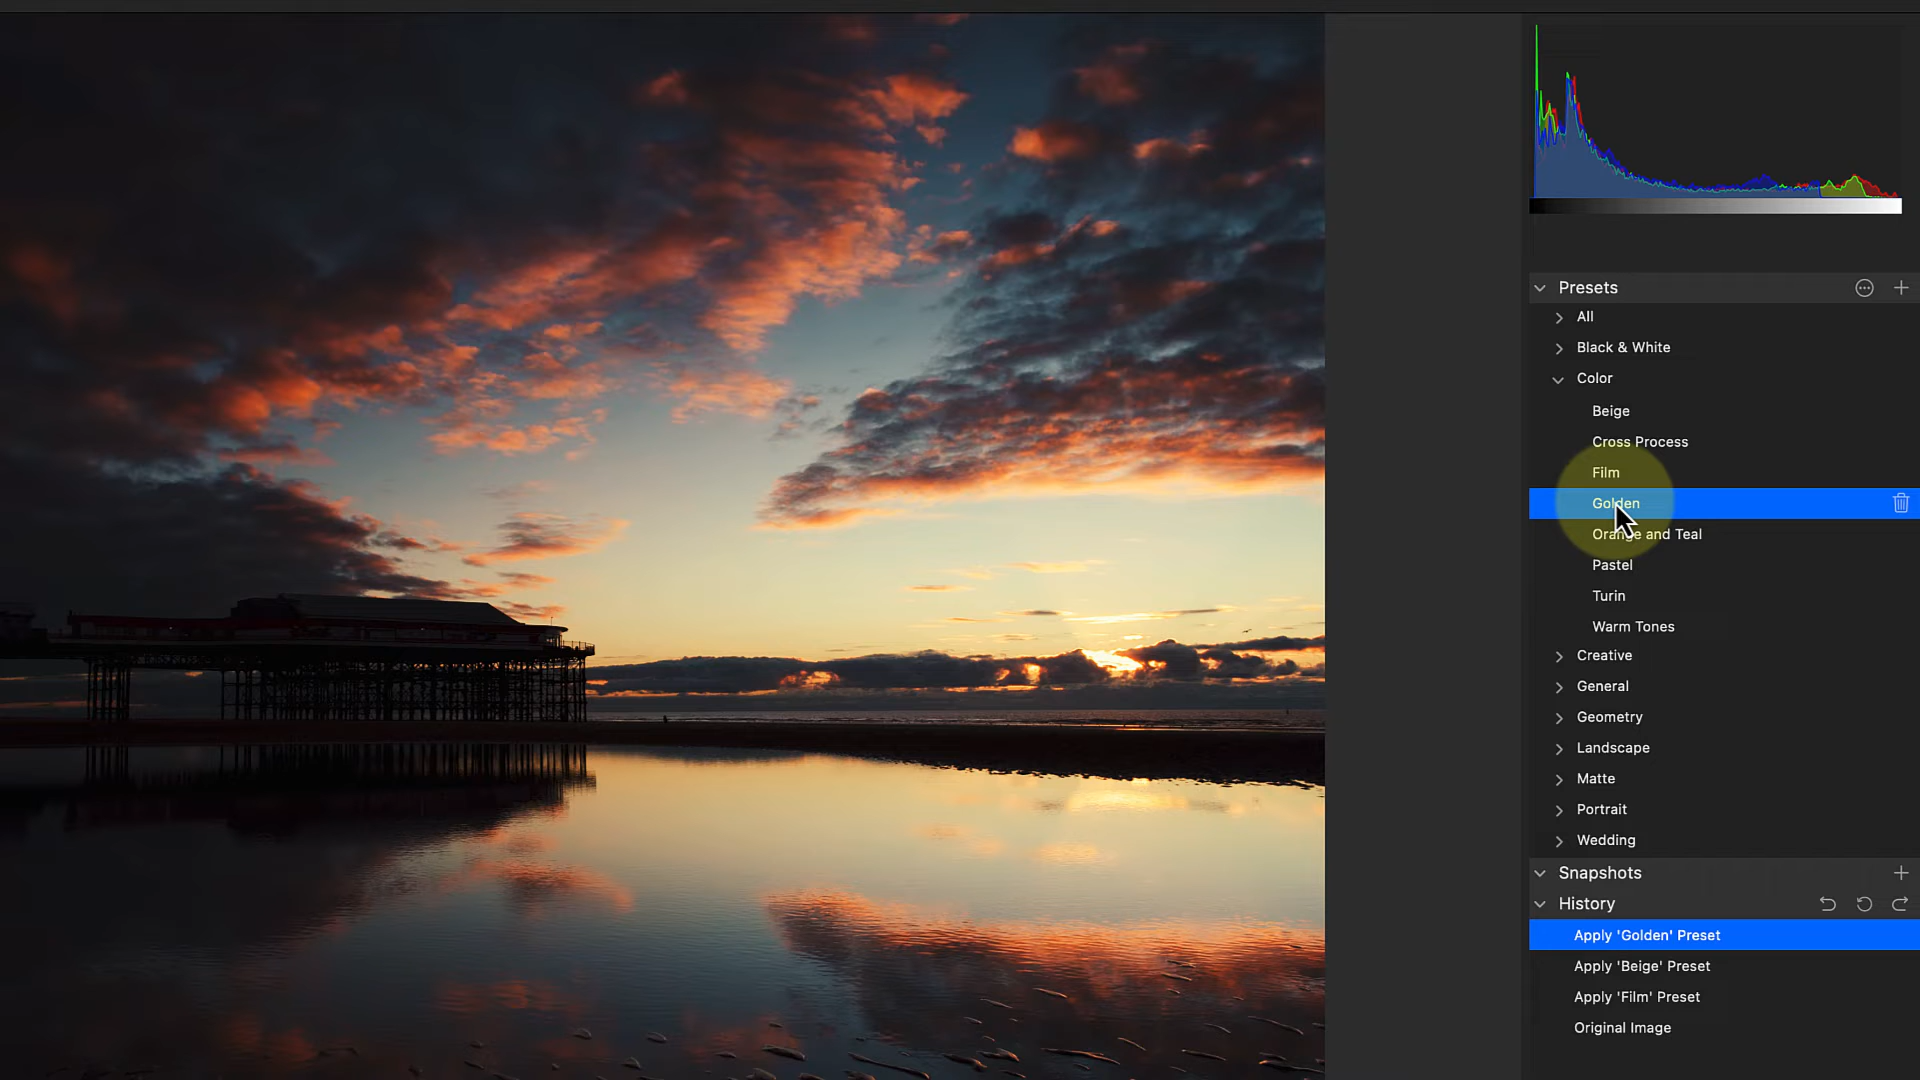 Presets
All
Black & White
Color
Beige
Cross Process
Film
Golden
Orange and Teal
Pastel
Turin
Warm Tones
Creative
General
Geometry
Landscape
Matte
Portrait
Wedding
Snapshots
History
Apply 'Golden' Preset
Apply 'Beige' Preset
Apply 'Film' Preset
Original Image